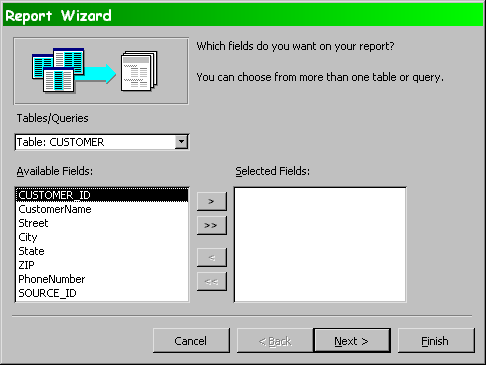 Report Wizard
Which fields do you want on your report?
You can choose from more than one table or query.
Tables/Queries
Table: CUSTOMER
Available Fields:
Selected Fields:
CUSTOMER_ID
CustomerName
Street
City
State
ZIP
PhoneNumber
SOURCE_ID
>
>>
<
<<
Cancel
< Back
Next >
Finish